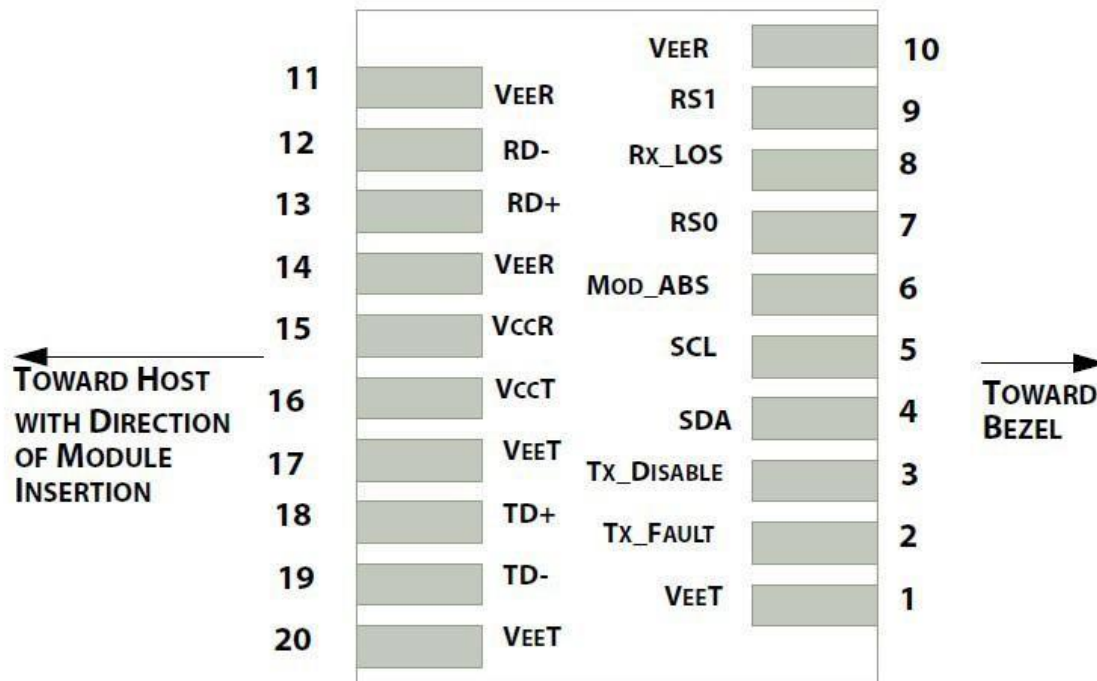 11 VEER
12 RD-
13 RD+
14 VEER
15 VCCR
16 VCCT
17 VEET
18 TD+
19 TD-
20 VEET
VEER 10
RS1 9
RX_LOS 8
RS0 7
MOD_ABS 6
SCL 5
SDA 4
TX_DISABLE 3
TX_FAULT 2
VEET 1
TOWARD HOST
WITH DIRECTION
OF MODULE
INSERTION
TOWARD
BEZEL